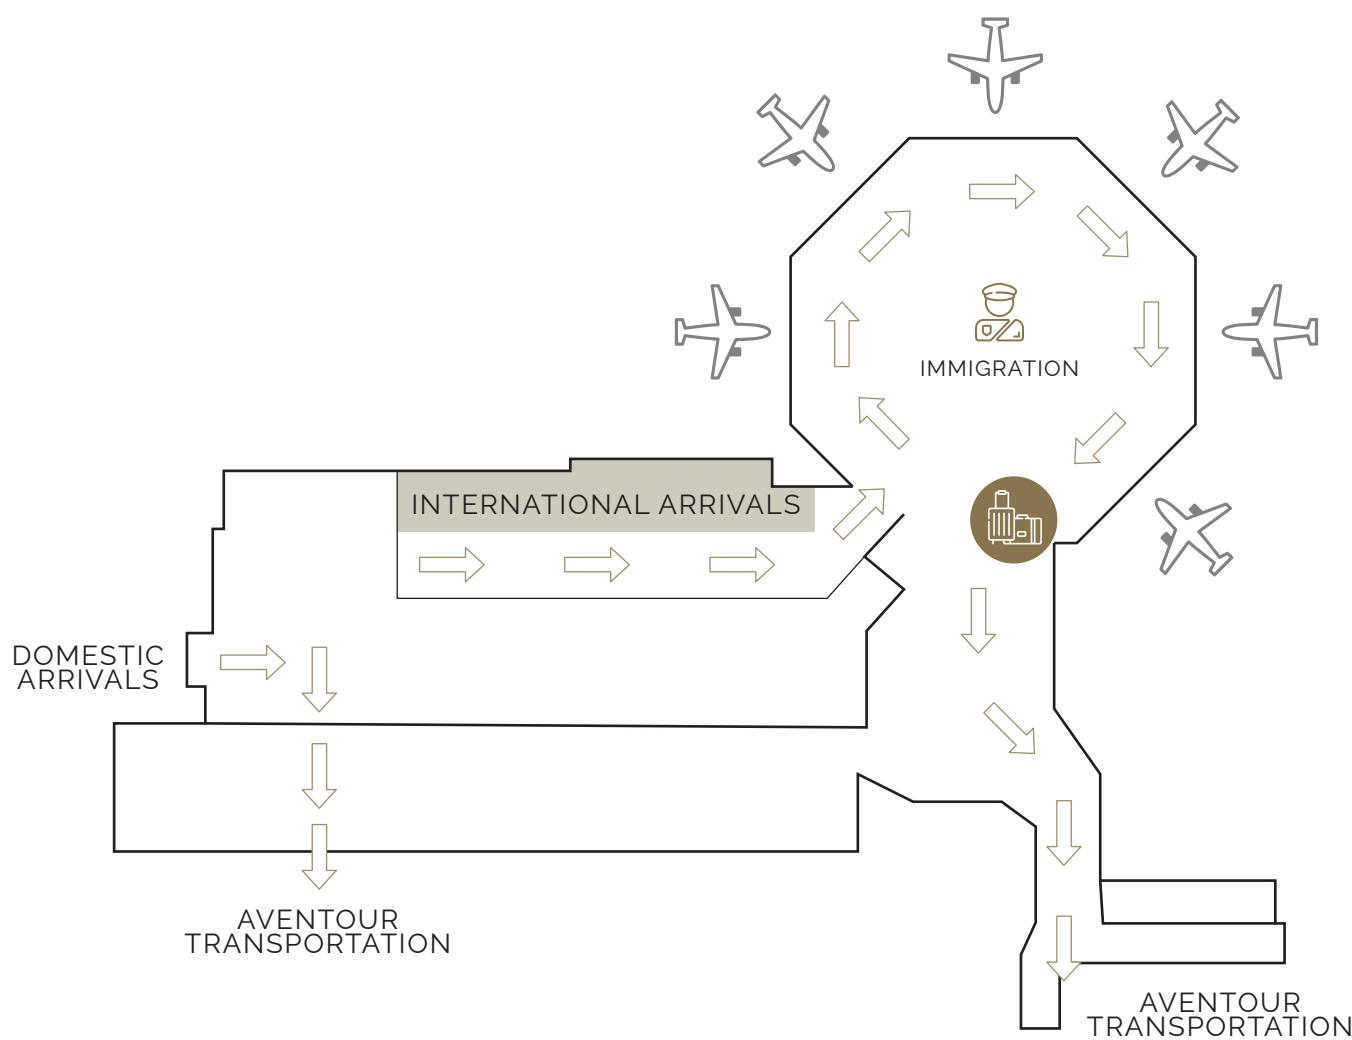 IMMIGRATION
INTERNATIONAL ARRIVALS
DOMESTIC
ARRIVALS
AVENTOUR
TRANSPORTATION
AVENTOUR
TRANSPORTATION